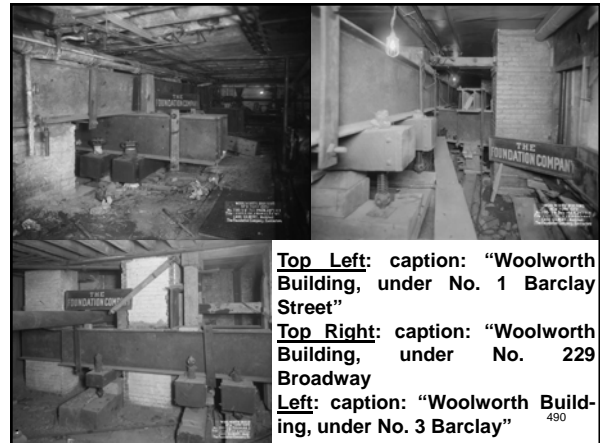 THE
FOUNDATION COMPANY
THE
FOUNDATION COMPANY
THE
FOUNDATION COMPANY
Top Left: caption: “Woolworth
Building, under No. 1 Barclay
Street”
Top Right: caption: “Woolworth
Building, under No. 229
Broadway
Left: caption: “Woolworth Build-
ing, under No. 3 Barclay”
490